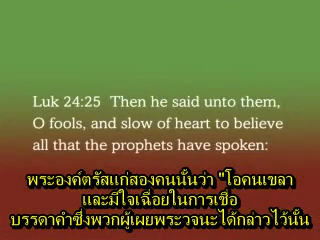 Luk 24:25  Then he said unto them,
O fools, and slow of heart to believe
all that the prophets have spoken:
พระองค์ตรัสแก่สองคนนั้นว่า "โอคนเขลา
และมีใจเฉื่อยในการเชื่อ
บรรดาคำซึ่งพวกผู้เผยพระวจนะได้กล่าวไว้นั้น